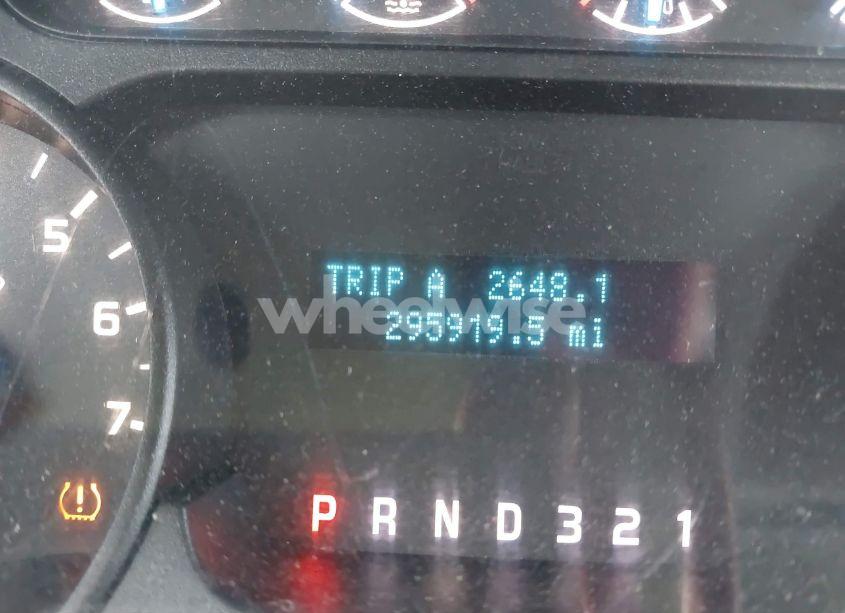 5
6
7
TRIP A 2648.1
295919.5 mi
wheelwise
P R N D 3 2 1